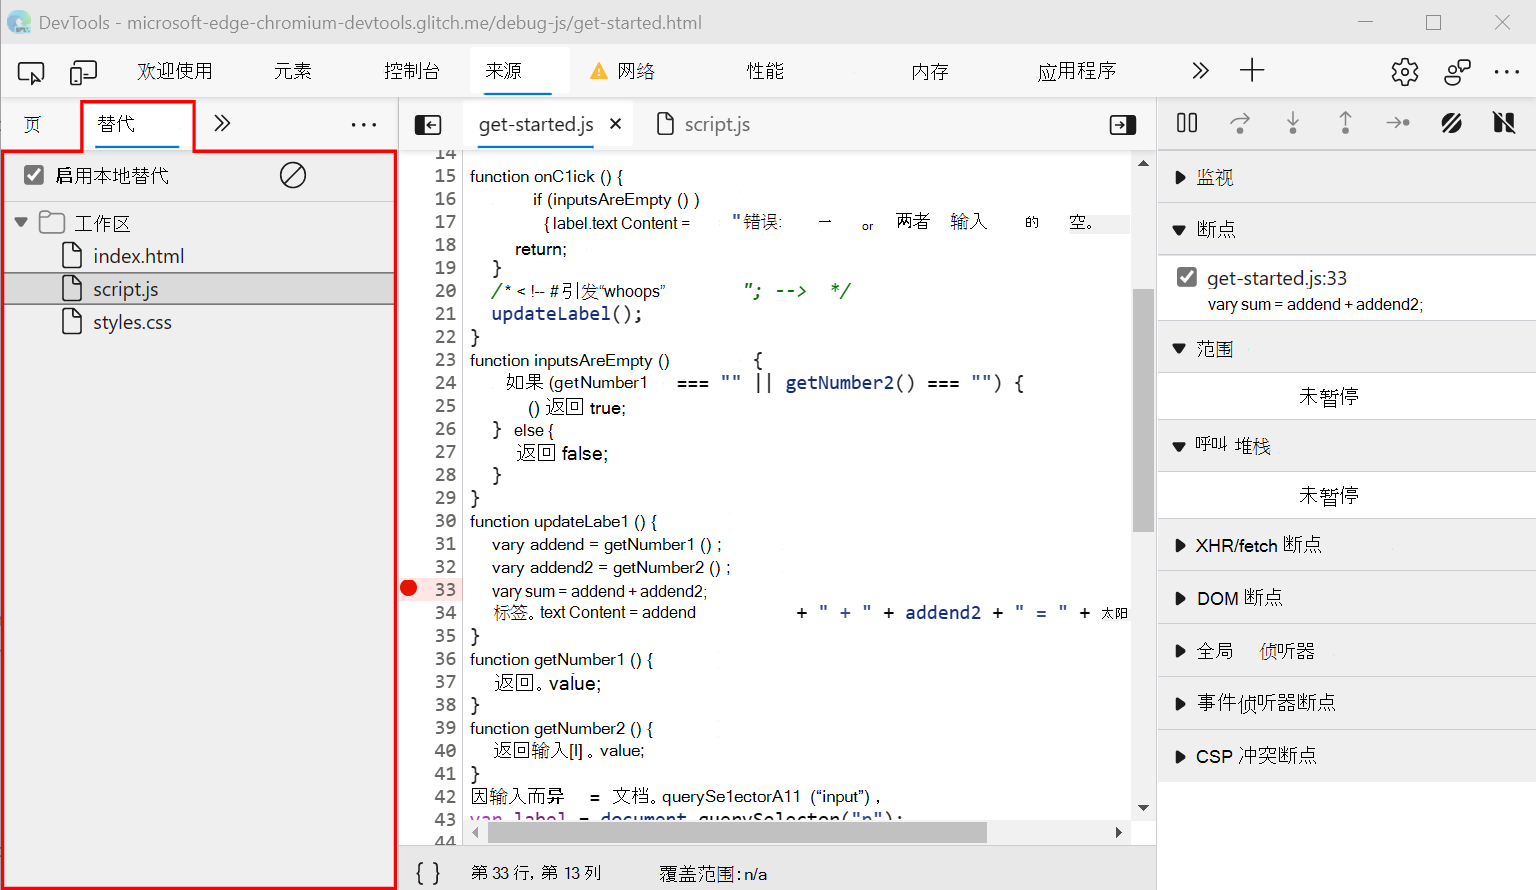 DevTools - microsoft-edge-chromium-devtools.glitch.me/debug-js/get-started.html
欢迎使用 元素 控制台 来源 网络 性能 内存 应用程序
页 替代
启用本地替代
工作区
index.html
script.js
styles.css
get-started.js script.js
14
15 function onC1ick () {
16 if (inputsAreEmpty () )
17 { label.text Content = "错误: 一 or 两者 输入 的 空。
18 return;
19 }
20 /* < !-- # 引发“whoops” "; --> */
21 updateLabel();
22 }
23 function inputsAreEmpty () {
24 如果 (getNumber1 === "" || getNumber2() === "") {
25 () 返回 true;
26 } else {
27 返回 false;
28 }
29 }
30 function updateLabe1 () {
31 vary addend = getNumber1 () ;
32 vary addend2 = getNumber2 () ;
33 vary sum = addend + addend2;
34 标签。text Content = addend + " + " + addend2 + " = " + 太阳
35 }
36 function getNumber1 () {
37 返回。value;
38 }
39 function getNumber2 () {
40 返回输入[I] 。value;
41 }
42 因输入而异 = 文档。querySe1ectorA11 (“input”) ,
43 var label = document.querySelector("p");
44
{ } 第 33 行, 第 13 列 覆盖范围: n/a
监视
断点
get-started.js:33
vary sum = addend + addend2;
范围
未暂停
呼叫 堆栈
未暂停
XHR/fetch 断点
DOM 断点
全局 侦听器
事件侦听器断点
CSP 冲突断点